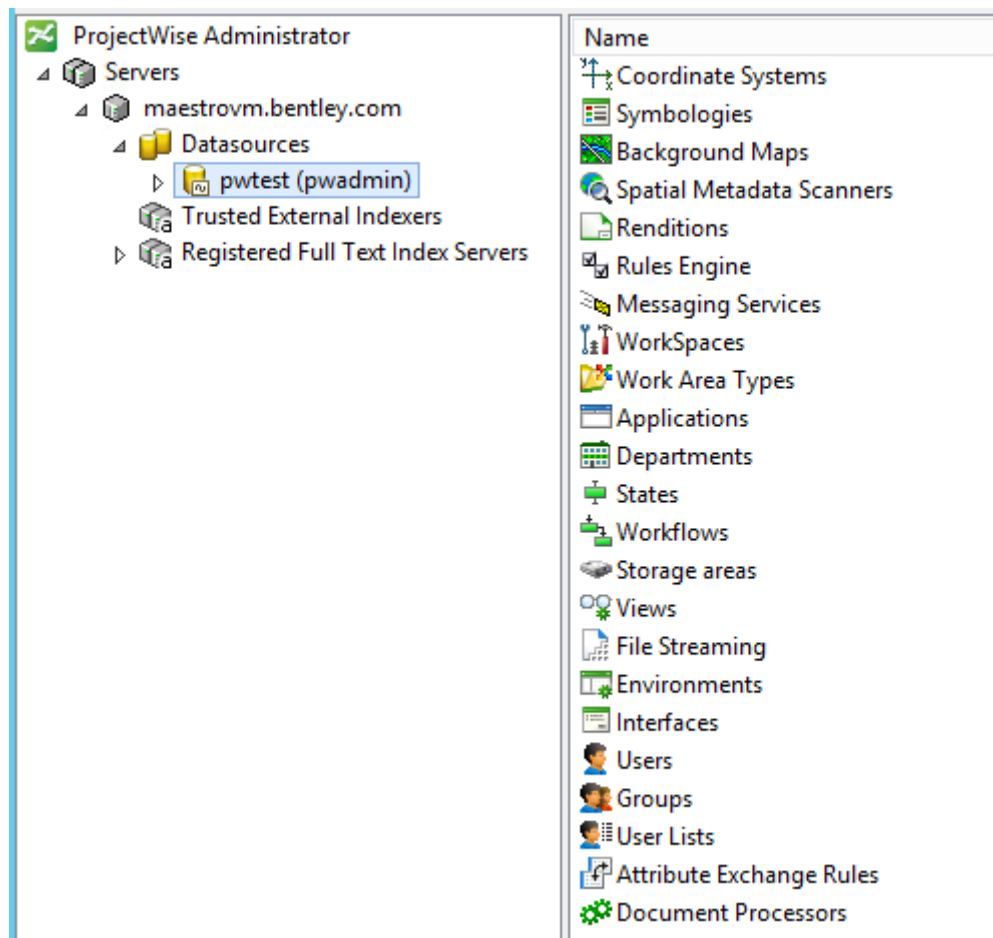 ProjectWise Administrator
Servers
maestrovm.bentley.com
Datasources
pwtest (pwadmin)
Trusted External Indexers
Registered Full Text Index Servers
Name
Coordinate Systems
Symbologies
Background Maps
Spatial Metadata Scanners
Renditions
Rules Engine
Messaging Services
WorkSpaces
Work Area Types
Applications
Departments
States
Workflows
Storage areas
Views
File Streaming
Environments
Interfaces
Users
Groups
User Lists
Attribute Exchange Rules
Document Processors